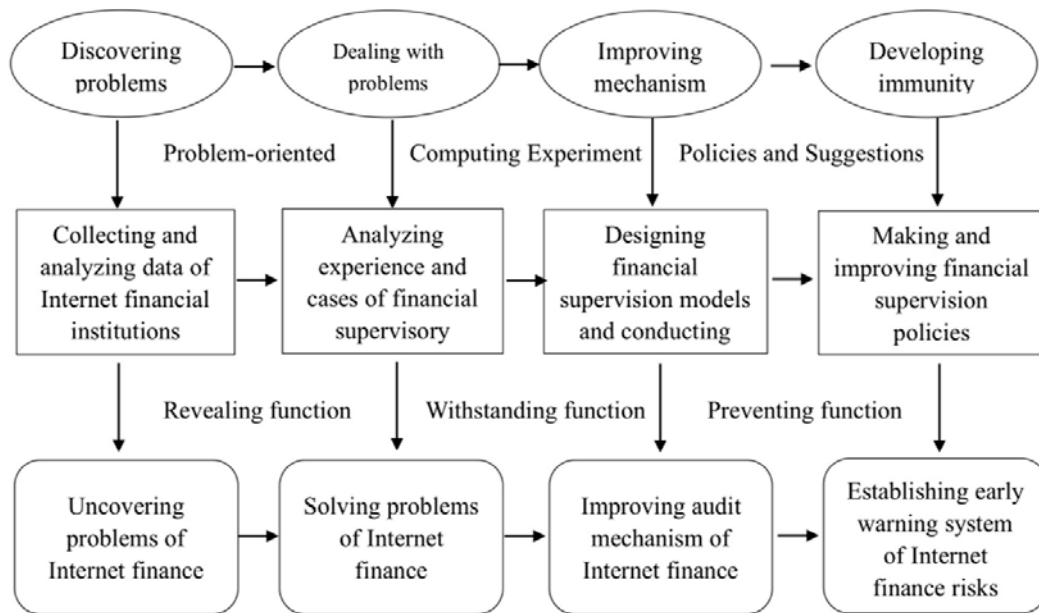 Discovering
problems
Dealing with
problems
Improving
mechanism
Developing
immunity
Problem-oriented
Computing Experiment
Policies and Suggestions
Collecting and
analyzing data of
Internet financial
institutions
Analyzing
experience and
cases of financial
supervisory
Designing
financial
supervision models
and conducting
Making and
improving financial
supervision
policies
Revealing function
Withstanding function
Preventing function
Uncovering
problems of
Internet finance
Solving problems
of Internet
finance
Improving audit
mechanism of
Internet finance
Establishing early
warning system
of Internet
finance risks